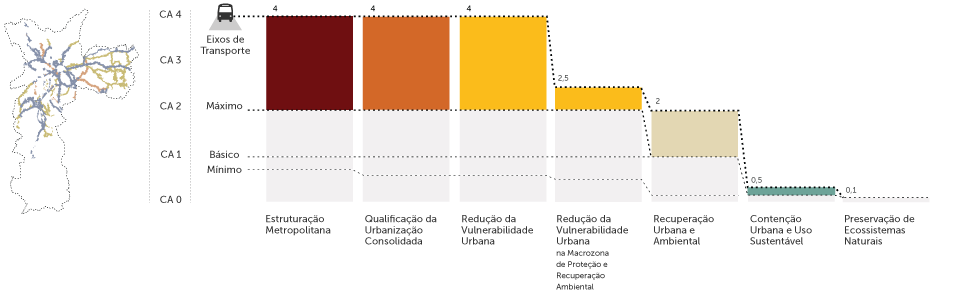 CA 4
CA 3
CA 2
CA 1
CA 0
Eixos de
Transporte
Máximo
Básico
Mínimo
4
4
4
2,5
2
0,5
0,1
Estruturação
Metropolitana
Qualificação da
Urbanização
Consolidada
Redução da
Vulnerabilidade
Urbana
Redução da
Vulnerabilidade
Urbana
na Macrozona
de Proteção e
Recuperação
Ambiental
Recuperação
Urbana e
Ambiental
Contenção
Urbana e Uso
Sustentável
Preservação de
Ecossistemas
Naturais